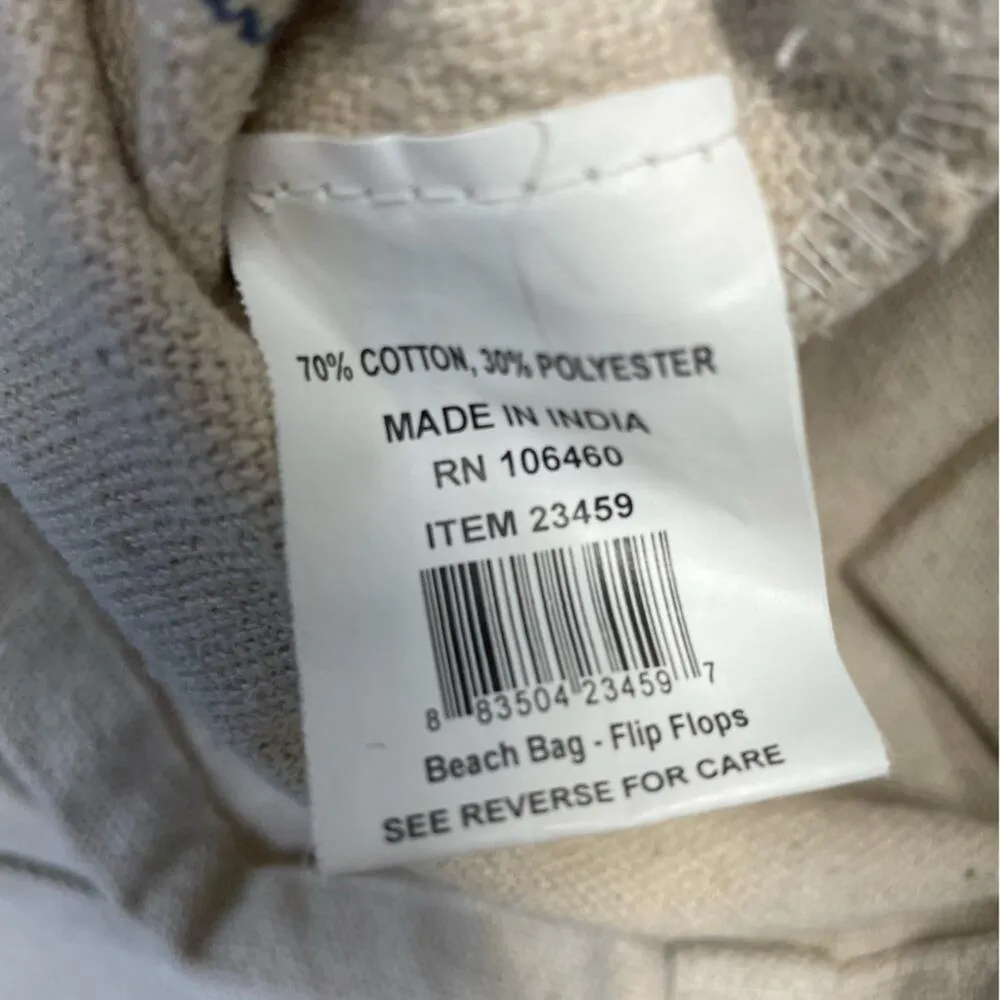 70% COTTON, 30% POLYESTER
MADE IN INDIA
RN 106460
ITEM 23459
8 83504 23459 7
Beach Bag - Flip Flops
SEE REVERSE FOR CARE